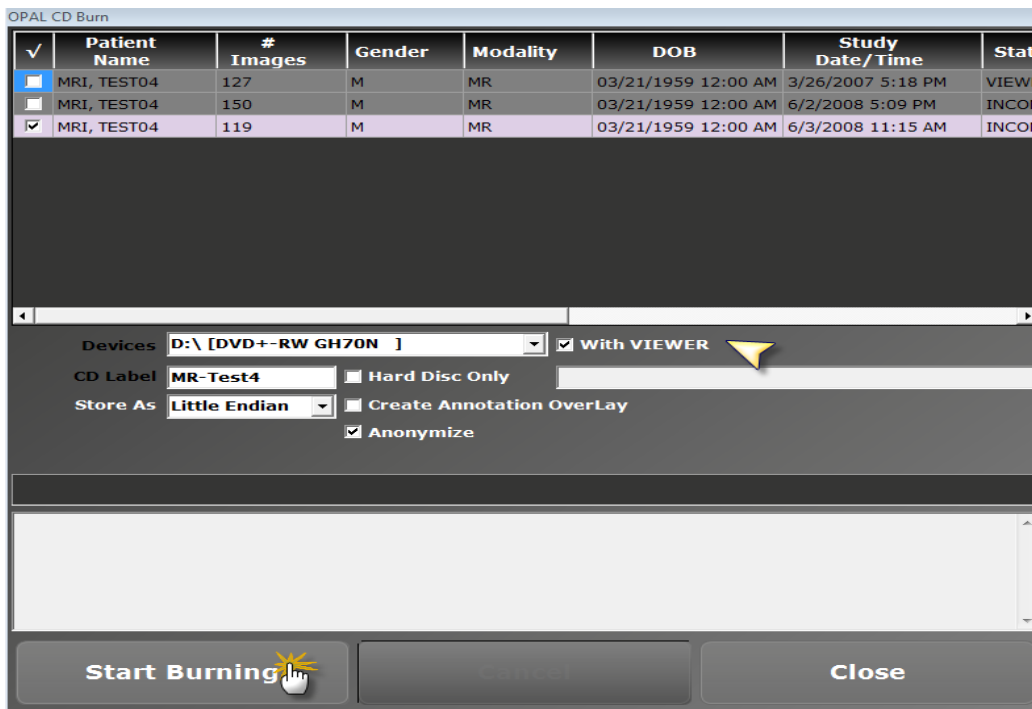 OPAL CD Burn
√ Patient Name # Images Gender Modality DOB Study Date/Time Stat
MRI, TEST04 127 M MR 03/21/1959 12:00 AM 3/26/2007 5:18 PM VIEW
MRI, TEST04 150 M MR 03/21/1959 12:00 AM 6/2/2008 5:09 PM INCO
MRI, TEST04 119 M MR 03/21/1959 12:00 AM 6/3/2008 11:15 AM INCO
Devices D:\ [DVD+-RW GH70N ] With VIEWER
CD Label MR-Test4 Hard Disc Only
Store As Little Endian Create Annotation OverLay
Anonymize
Start Burning Cancel Close